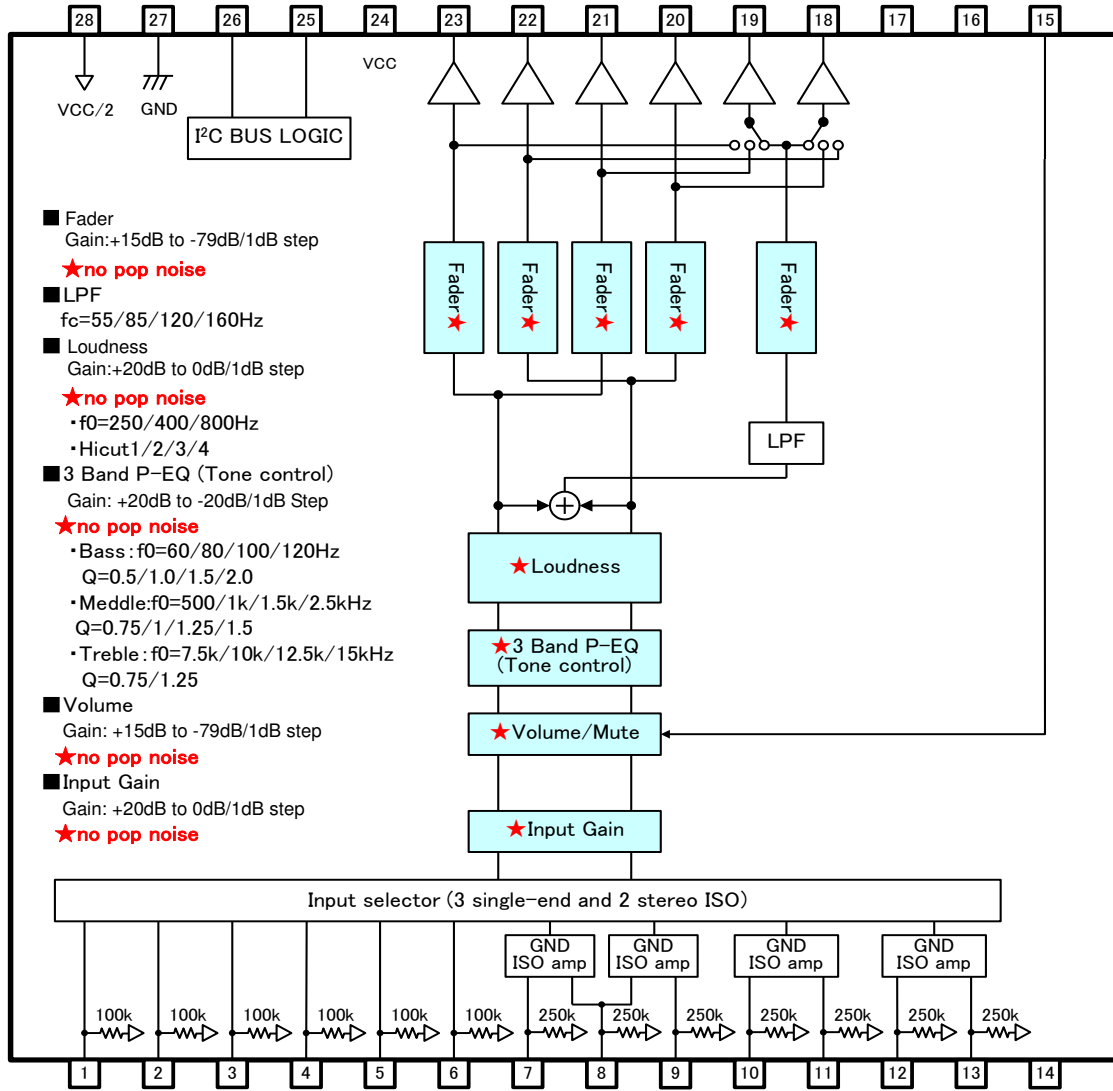 28 27 26 25 24 23 22 21 20 19 18 17 16 15
VCC
VCC/2
GND
I²C BUS LOGIC
■ Fader
Gain:+15dB to -79dB/1dB step
★no pop noise
■ LPF
fc=55/85/120/160Hz
■ Loudness
Gain:+20dB to 0dB/1dB step
★no pop noise
・f0=250/400/800Hz
・Hicut1/2/3/4
■ 3 Band P-EQ (Tone control)
Gain: +20dB to -20dB/1dB Step
★no pop noise
・Bass:f0=60/80/100/120Hz
Q=0.5/1.0/1.5/2.0
・Meddle:f0=500/1k/1.5k/2.5kHz
Q=0.75/1/1.25/1.5
・Treble:f0=7.5k/10k/12.5k/15kHz
Q=0.75/1.25
■ Volume
Gain: +15dB to -79dB/1dB step
★no pop noise
■ Input Gain
Gain: +20dB to 0dB/1dB step
★no pop noise
Fader★
Fader★
Fader★
Fader★
Fader★
LPF
★Loudness
★3 Band P-EQ
(Tone control)
★Volume/Mute
★Input Gain
Input selector (3 single-end and 2 stereo ISO)
GND
ISO amp
GND
ISO amp
GND
ISO amp
GND
ISO amp
100k 100k 100k 100k 100k 100k 250k 250k 250k 250k 250k 250k 250k
1 2 3 4 5 6 7 8 9 10 11 12 13 14